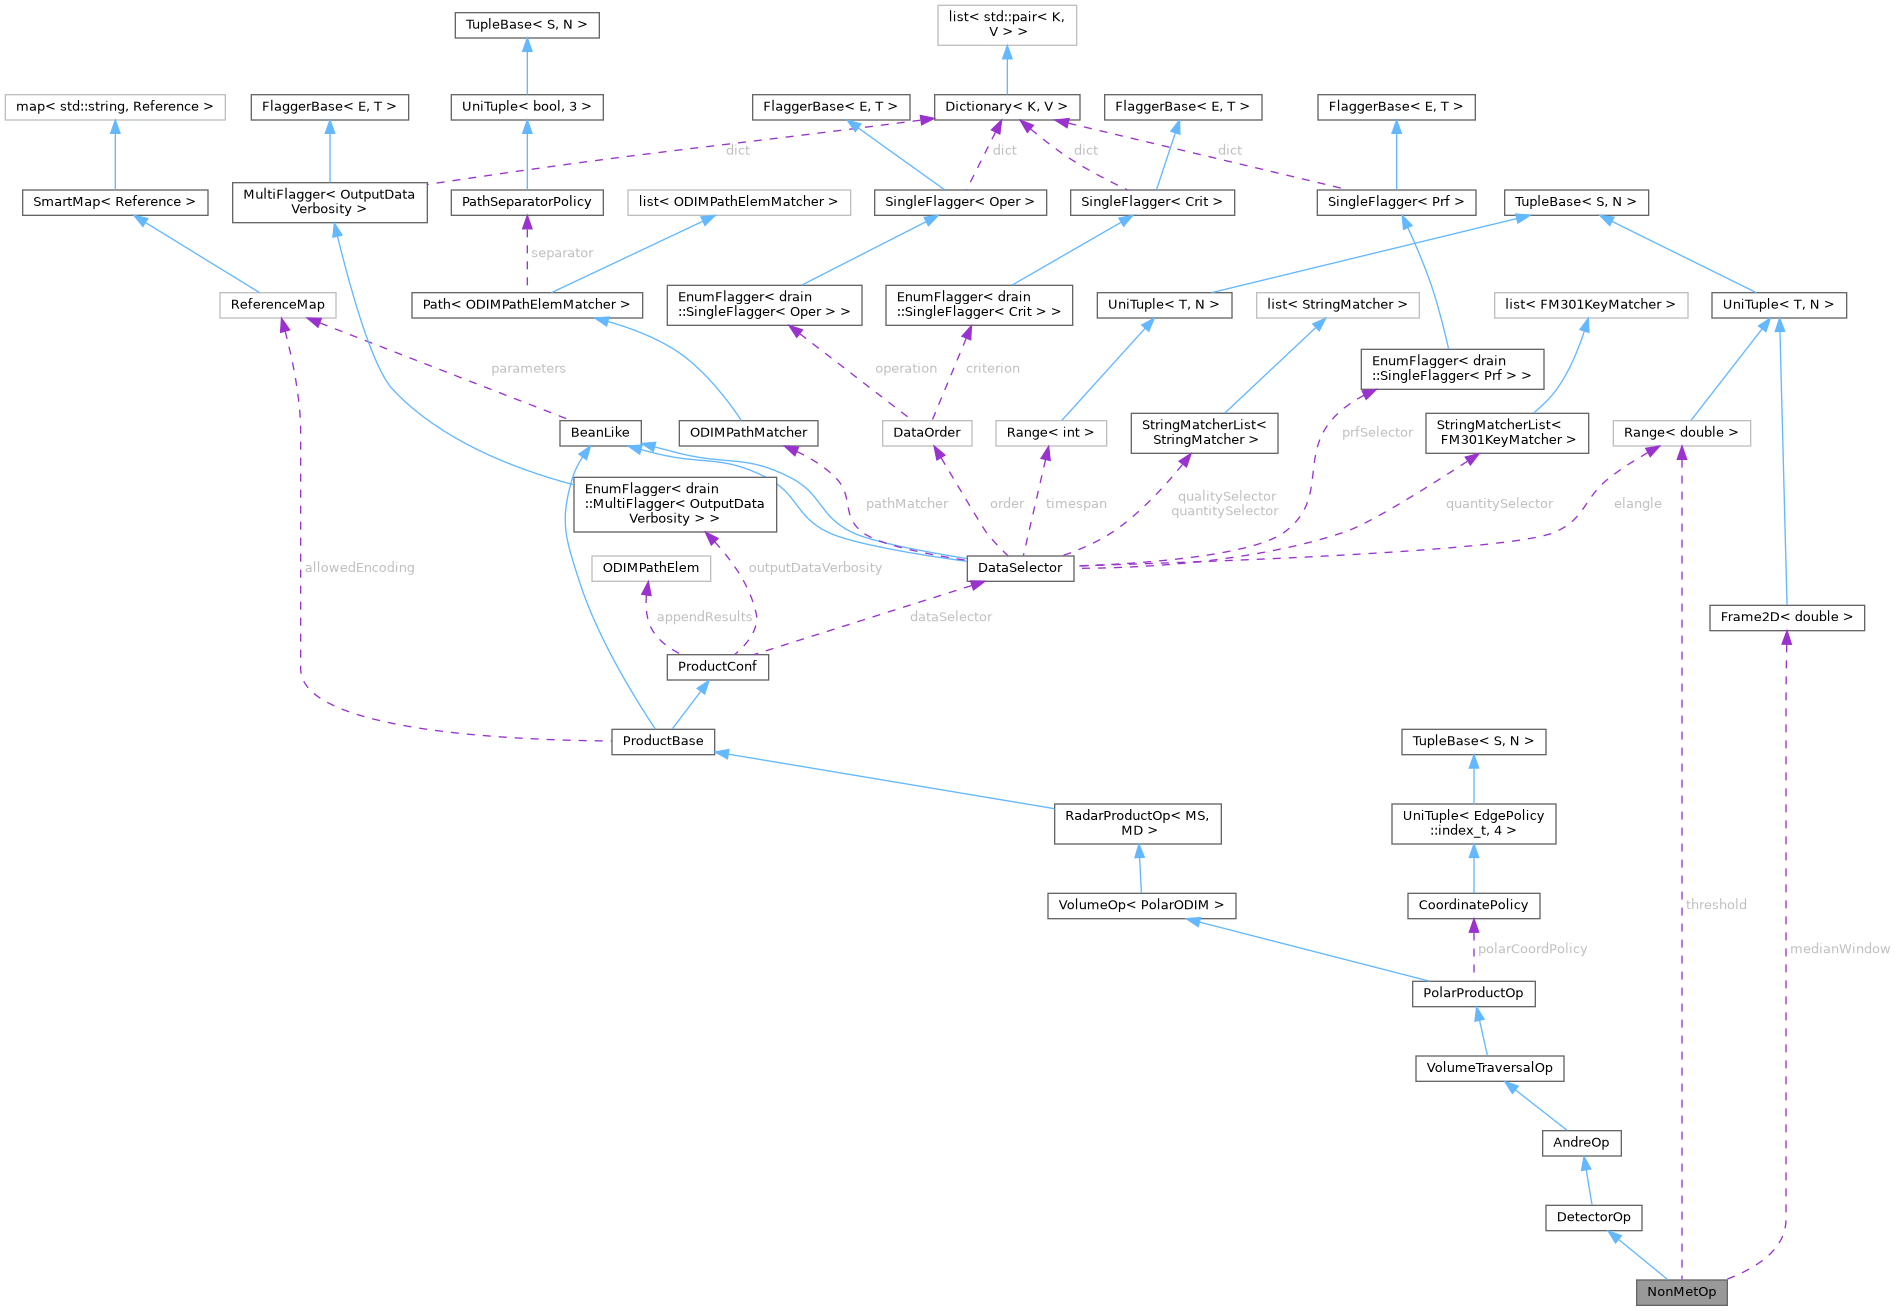 TupleBase< S, N >
list< std::pair< K,
V > >
map< std::string, Reference >
FlaggerBase< E, T >
UniTuple< bool, 3 >
FlaggerBase< E, T >
Dictionary< K, V >
FlaggerBase< E, T >
FlaggerBase< E, T >
dict
dict
dict
dict
SmartMap< Reference >
MultiFlagger< OutputData
Verbosity >
PathSeparatorPolicy
list< ODIMPathElemMatcher >
SingleFlagger< Oper >
SingleFlagger< Crit >
SingleFlagger< Prf >
TupleBase< S, N >
separator
ReferenceMap
Path< ODIMPathElemMatcher >
EnumFlagger< drain
::SingleFlagger< Oper > >
EnumFlagger< drain
::SingleFlagger< Crit > >
UniTuple< T, N >
list< StringMatcher >
list< FM301KeyMatcher >
UniTuple< T, N >
parameters
operation
criterion
EnumFlagger< drain
::SingleFlagger< Prf > >
BeanLike
ODIMPathMatcher
DataOrder
Range< int >
StringMatcherList<
StringMatcher >
prfSelector
StringMatcherList<
FM301KeyMatcher >
Range< double >
EnumFlagger< drain
::MultiFlagger< OutputData
Verbosity > >
pathMatcher
order
timespan
qualitySelector
quantitySelector
quantitySelector
elangle
allowedEncoding
ODIMPathElem
outputDataVerbosity
DataSelector
appendResults
dataSelector
Frame2D< double >
ProductConf
ProductBase
TupleBase< S, N >
RadarProductOp< MS,
MD >
UniTuple< EdgePolicy
::index_t, 4 >
VolumeOp< PolarODIM >
CoordinatePolicy
threshold
polarCoordPolicy
medianWindow
PolarProductOp
VolumeTraversalOp
AndreOp
DetectorOp
NonMetOp